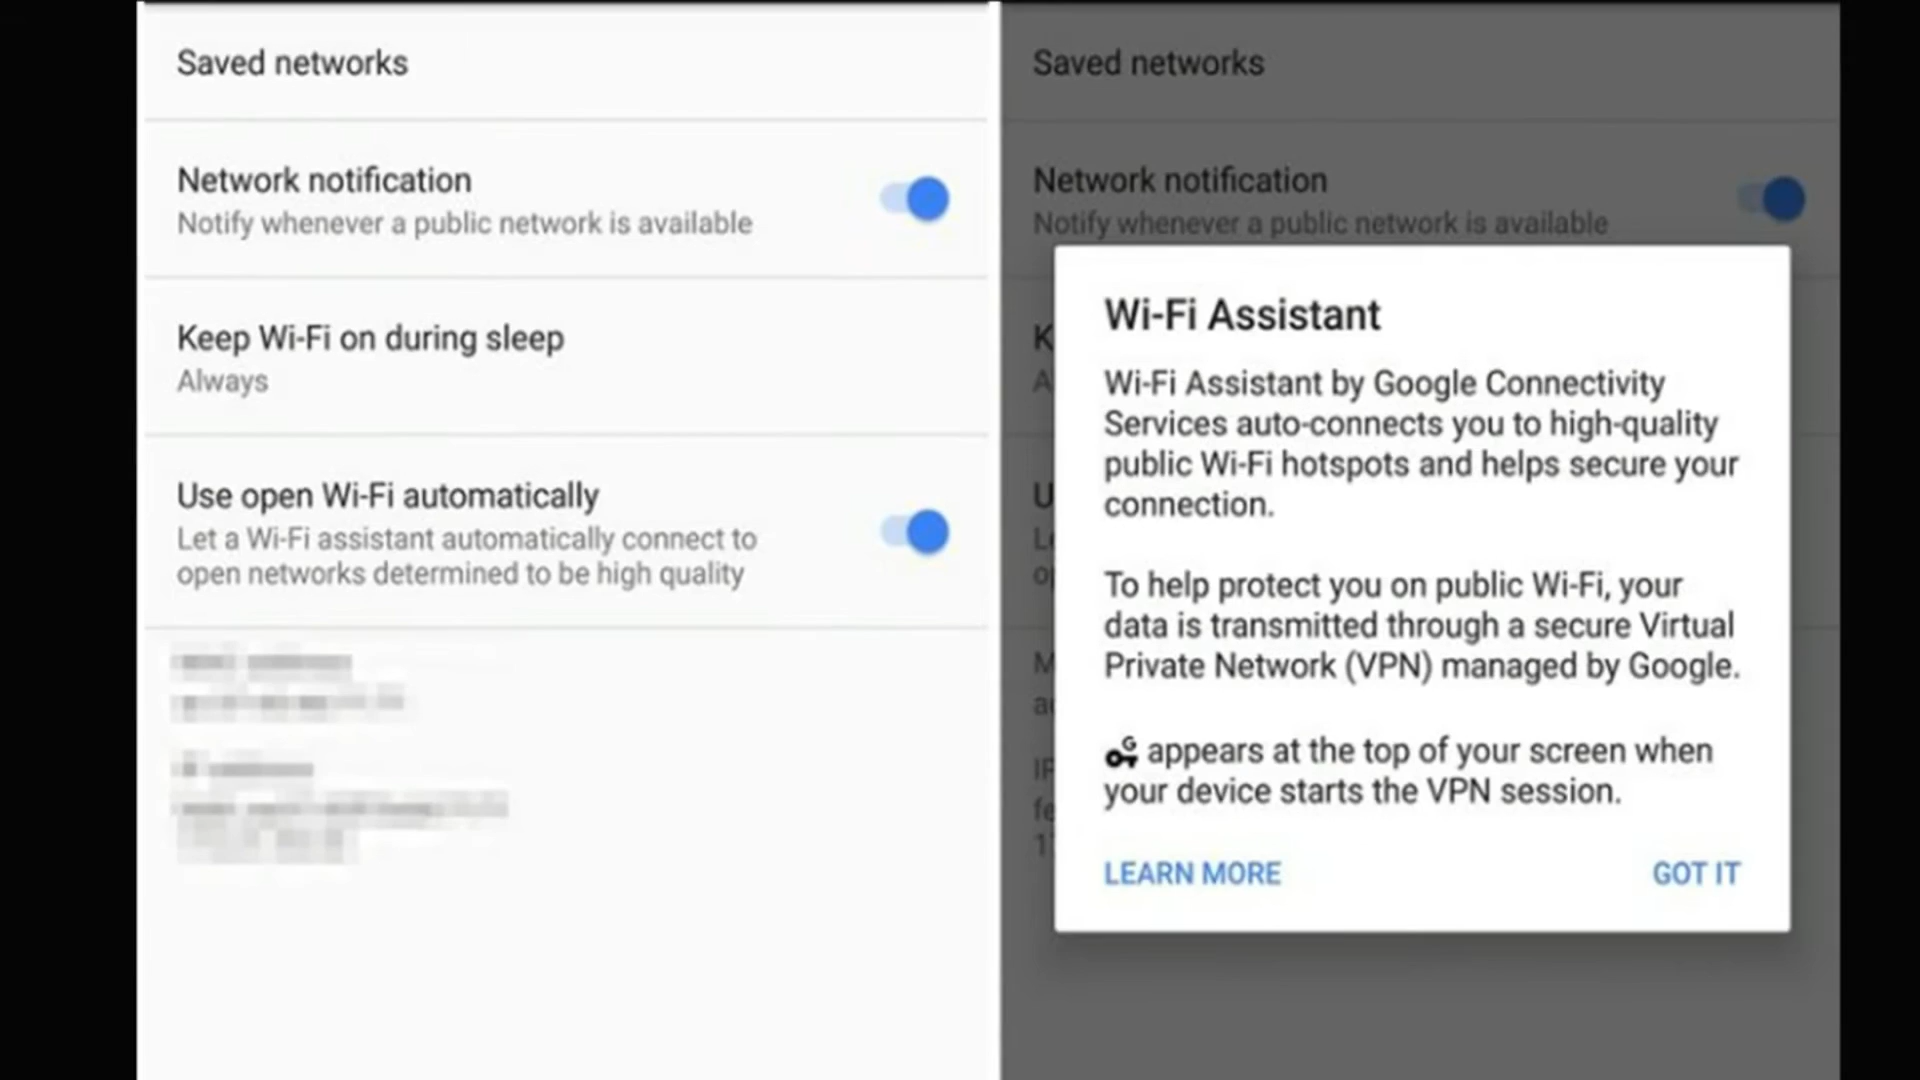 Saved networks
Network notification
Notify whenever a public network is available
Keep Wi-Fi on during sleep
Always
Use open Wi-Fi automatically
Let a Wi-Fi assistant automatically connect to
open networks determined to be high quality
Saved networks
Network notification
Notify whenever a public network is available
Wi-Fi Assistant
Wi-Fi Assistant by Google Connectivity
Services auto-connects you to high-quality
public Wi-Fi hotspots and helps secure your
connection.
To help protect you on public Wi-Fi, your
data is transmitted through a secure Virtual
Private Network (VPN) managed by Google.
appears at the top of your screen when
your device starts the VPN session.
LEARN MORE
GOT IT